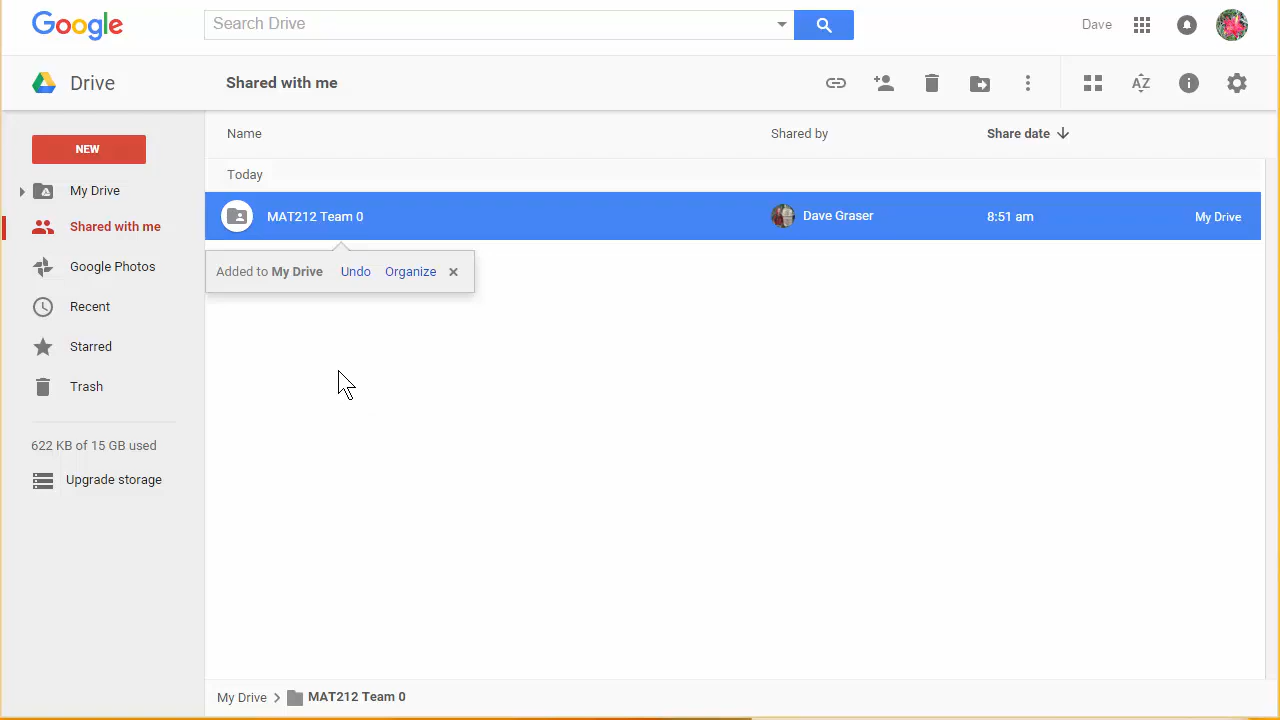 Google
Search Drive
Dave
Drive
Shared with me
AZ
NEW
My Drive
Shared with me
Google Photos
Recent
Starred
Trash
622 KB of 15 GB used
Upgrade storage
Name Shared by Share date
Today
MAT212 Team 0 Dave Graser 8:51 am My Drive
Added to My Drive Undo Organize
My Drive MAT212 Team 0